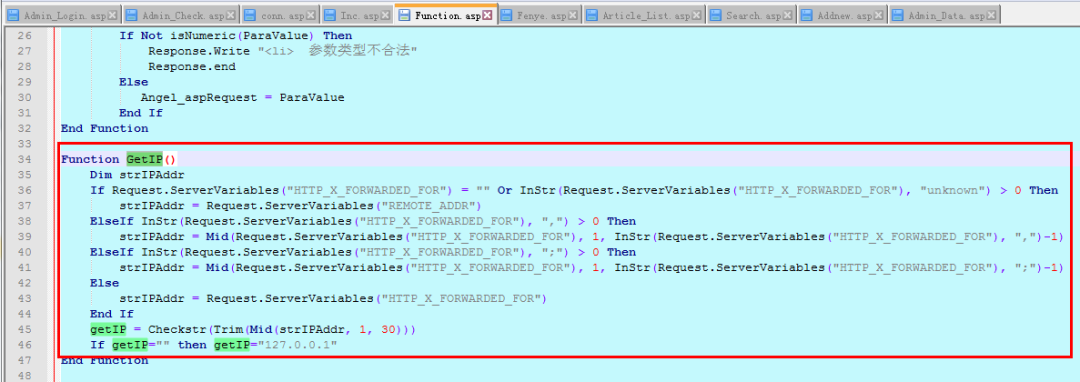 Admin_Login.asp Admin_Check.asp conn.asp Inc.asp Function.asp Fenye.asp Article_List.asp Search.asp Addnew.asp Admin_Data.asp
26 If Not isNumeric(ParaValue) Then
27 Response.Write "<li> 参数类型不合法"
28 Response.end
29 Else
30 Angel_aspRequest = ParaValue
31 End If
32 End Function
33
34 Function GetIP()
35 Dim strIPAddr
36 If Request.ServerVariables("HTTP_X_FORWARDED_FOR") = "" Or InStr(Request.ServerVariables("HTTP_X_FORWARDED_FOR"), "unknown") > 0 Then
37 strIPAddr = Request.ServerVariables("REMOTE_ADDR")
38 ElseIf InStr(Request.ServerVariables("HTTP_X_FORWARDED_FOR"), ",") > 0 Then
39 strIPAddr = Mid(Request.ServerVariables("HTTP_X_FORWARDED_FOR"), 1, InStr(Request.ServerVariables("HTTP_X_FORWARDED_FOR"), ",")-1)
40 ElseIf InStr(Request.ServerVariables("HTTP_X_FORWARDED_FOR"), ";") > 0 Then
41 strIPAddr = Mid(Request.ServerVariables("HTTP_X_FORWARDED_FOR"), 1, InStr(Request.ServerVariables("HTTP_X_FORWARDED_FOR"), ";")-1)
42 Else
43 strIPAddr = Request.ServerVariables("HTTP_X_FORWARDED_FOR")
44 End If
45 getIP = Checkstr(Trim(Mid(strIPAddr, 1, 30)))
46 If getIP="" then getIP="127.0.0.1"
47 End Function
48